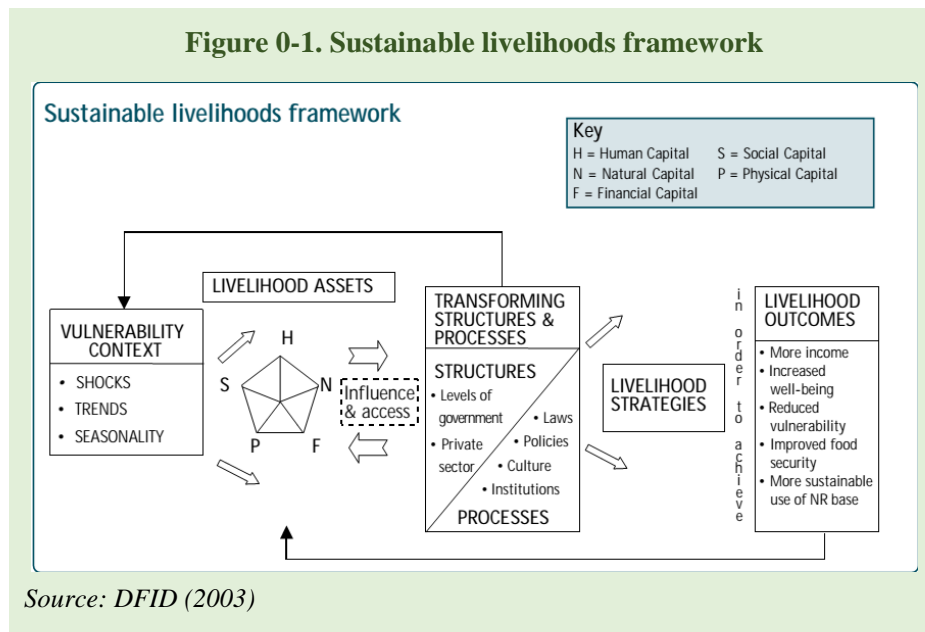 Figure 0-1. Sustainable livelihoods framework
Sustainable livelihoods framework
Key
H = Human Capital S = Social Capital
N = Natural Capital P = Physical Capital
F = Financial Capital
LIVELIHOOD ASSETS
VULNERABILITY
CONTEXT
• SHOCKS
• TRENDS
• SEASONALITY
H
S
N
P
F
Influence
& access
TRANSFORMING
STRUCTURES &
PROCESSES
STRUCTURES
• Levels of
government
• Private
sector
• Laws
• Policies
• Culture
• Institutions
PROCESSES
LIVELIHOOD
STRATEGIES
in order to achieve
LIVELIHOOD
OUTCOMES
• More income
• Increased
well-being
• Reduced
vulnerability
• Improved food
security
• More sustainable
use of NR base
Source: DFID (2003)